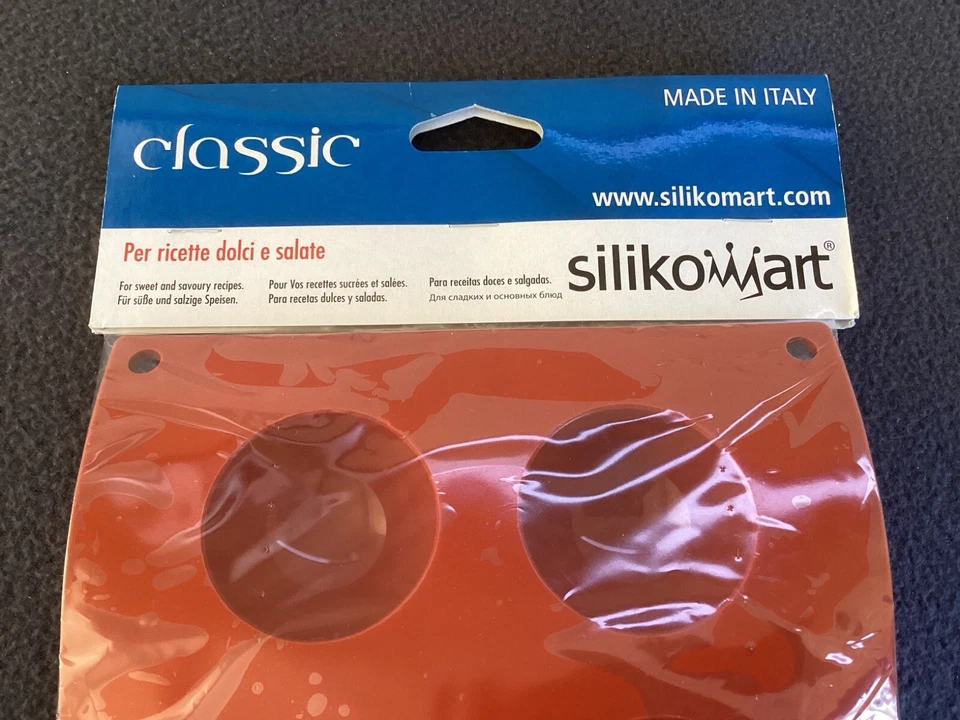 MADE IN ITALY
classic
www.silikomart.com
Per ricette dolci e salate
silikomart®
For sweet and savoury recipes.
Für süße und salzige Speisen.
Pour Vos recettes sucrées et salées.
Para recetas dulces y saladas.
Para receitas doces e salgadas.
Для сладких и основных блюд